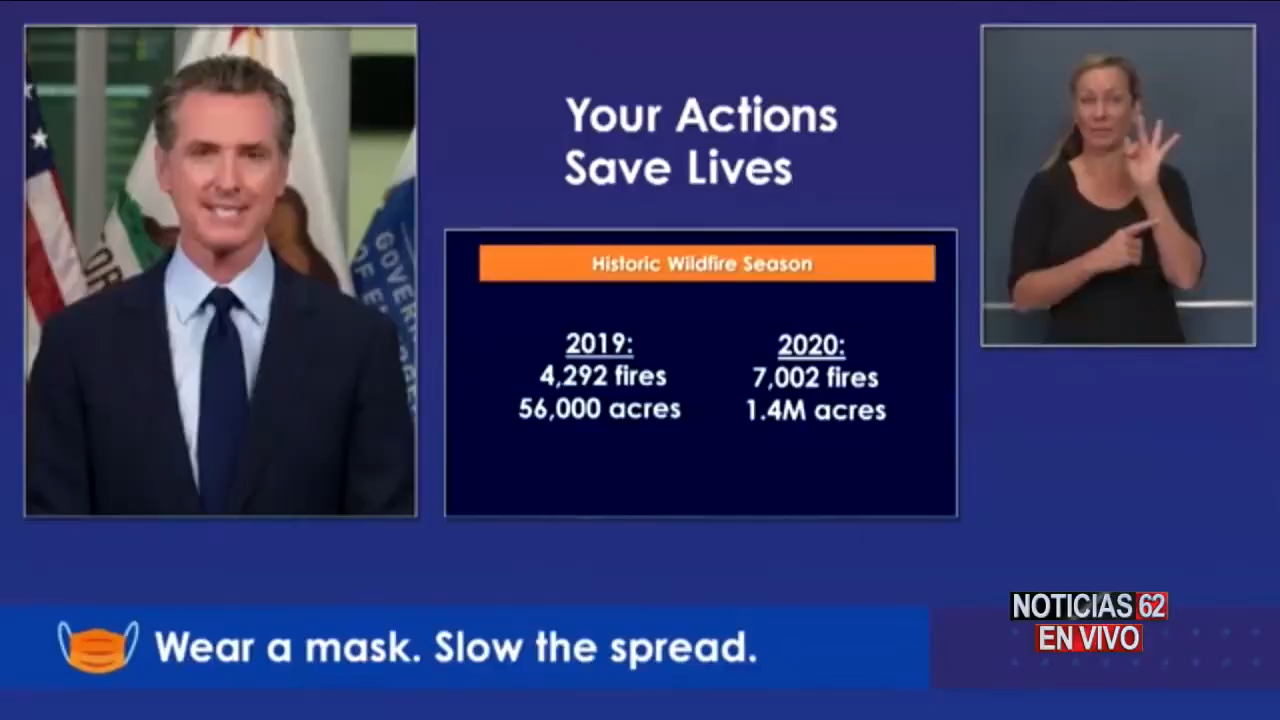 Your Actions
Save Lives
Historic Wildfire Season
2019:
4,292 fires
56,000 acres
2020:
7,002 fires
1.4M acres
Wear a mask. Slow the spread.
NOTICIAS 62
EN VIVO